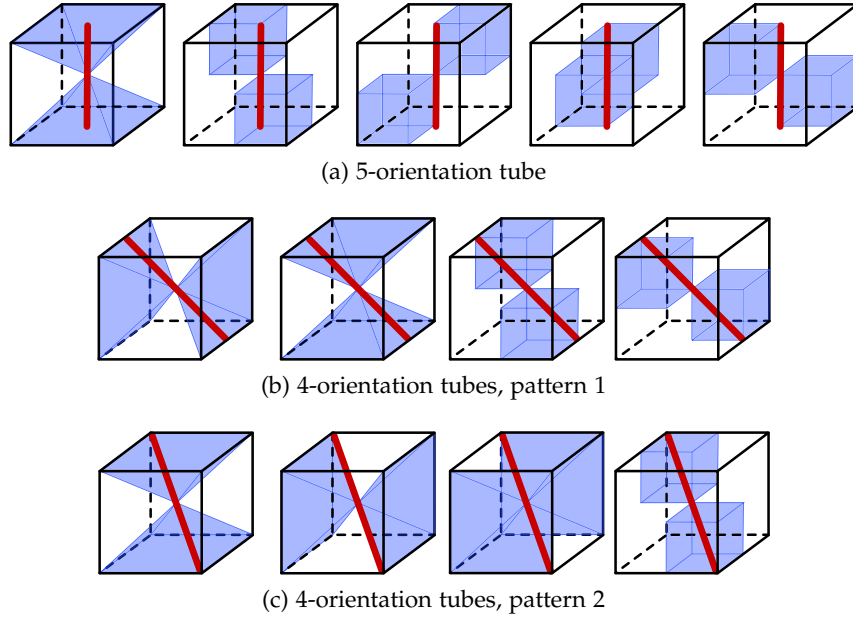 (a) 5-orientation tube
(b) 4-orientation tubes, pattern 1
(c) 4-orientation tubes, pattern 2